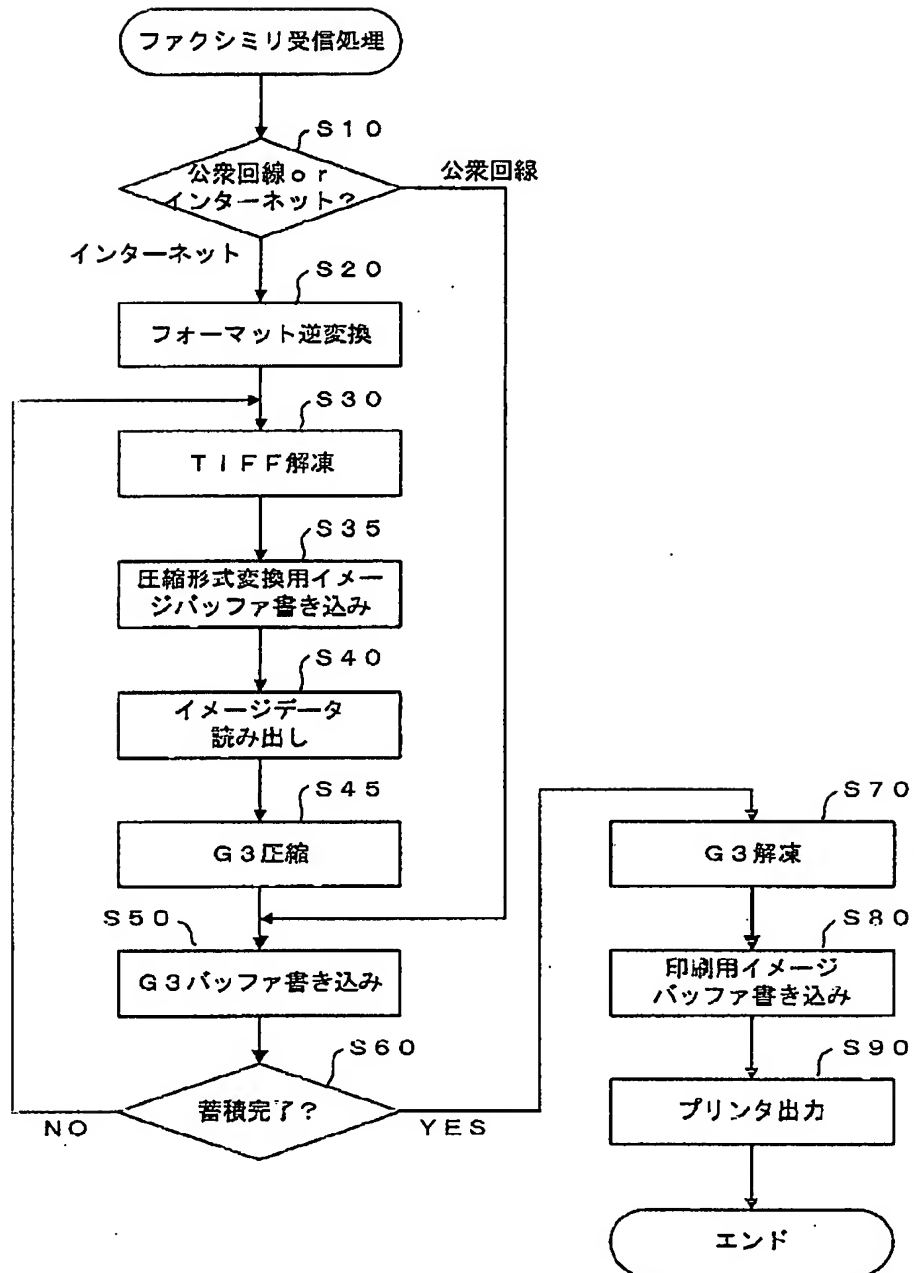 ファクシミリ受信処理
S10
公衆回線or
インターネット?
公衆回線
インターネット
S20
フォーマット逆変換
S30
TIFF解凍
S35
圧縮形式変換用イメー
ジバッファ書き込み
S40
イメージデータ
読み出し
S45
G3圧縮
S50
G3バッファ書き込み
S60
蓄積完了?
NO
YES
S70
G3解凍
S80
印刷用イメージ
バッファ書き込み
S90
プリンタ出力
エンド